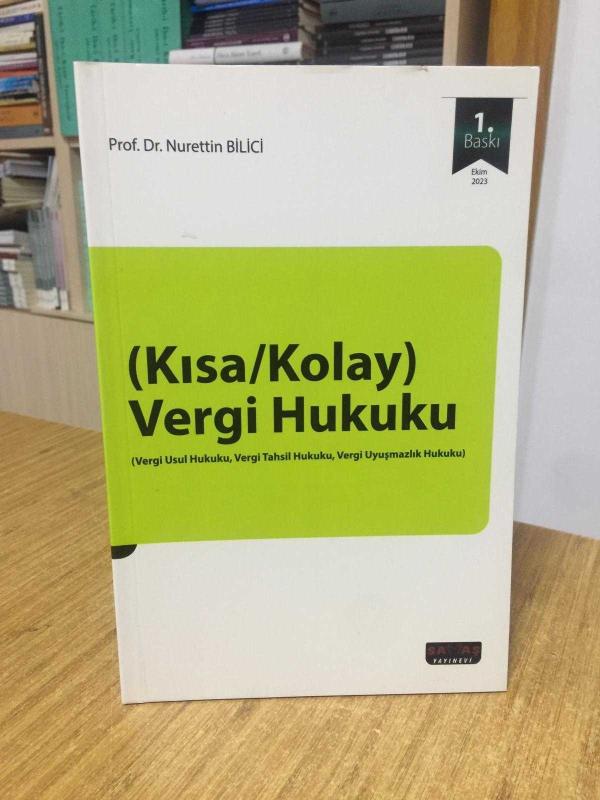 Prof. Dr. Nurettin BİLİCİ
1.
Baskı
Ekim
2023
(Kısa/Kolay)
Vergi Hukuku
(Vergi Usul Hukuku, Vergi Tahsil Hukuku, Vergi Uyuşmazlık Hukuku)
SAVAŞ
YAYINEVİ